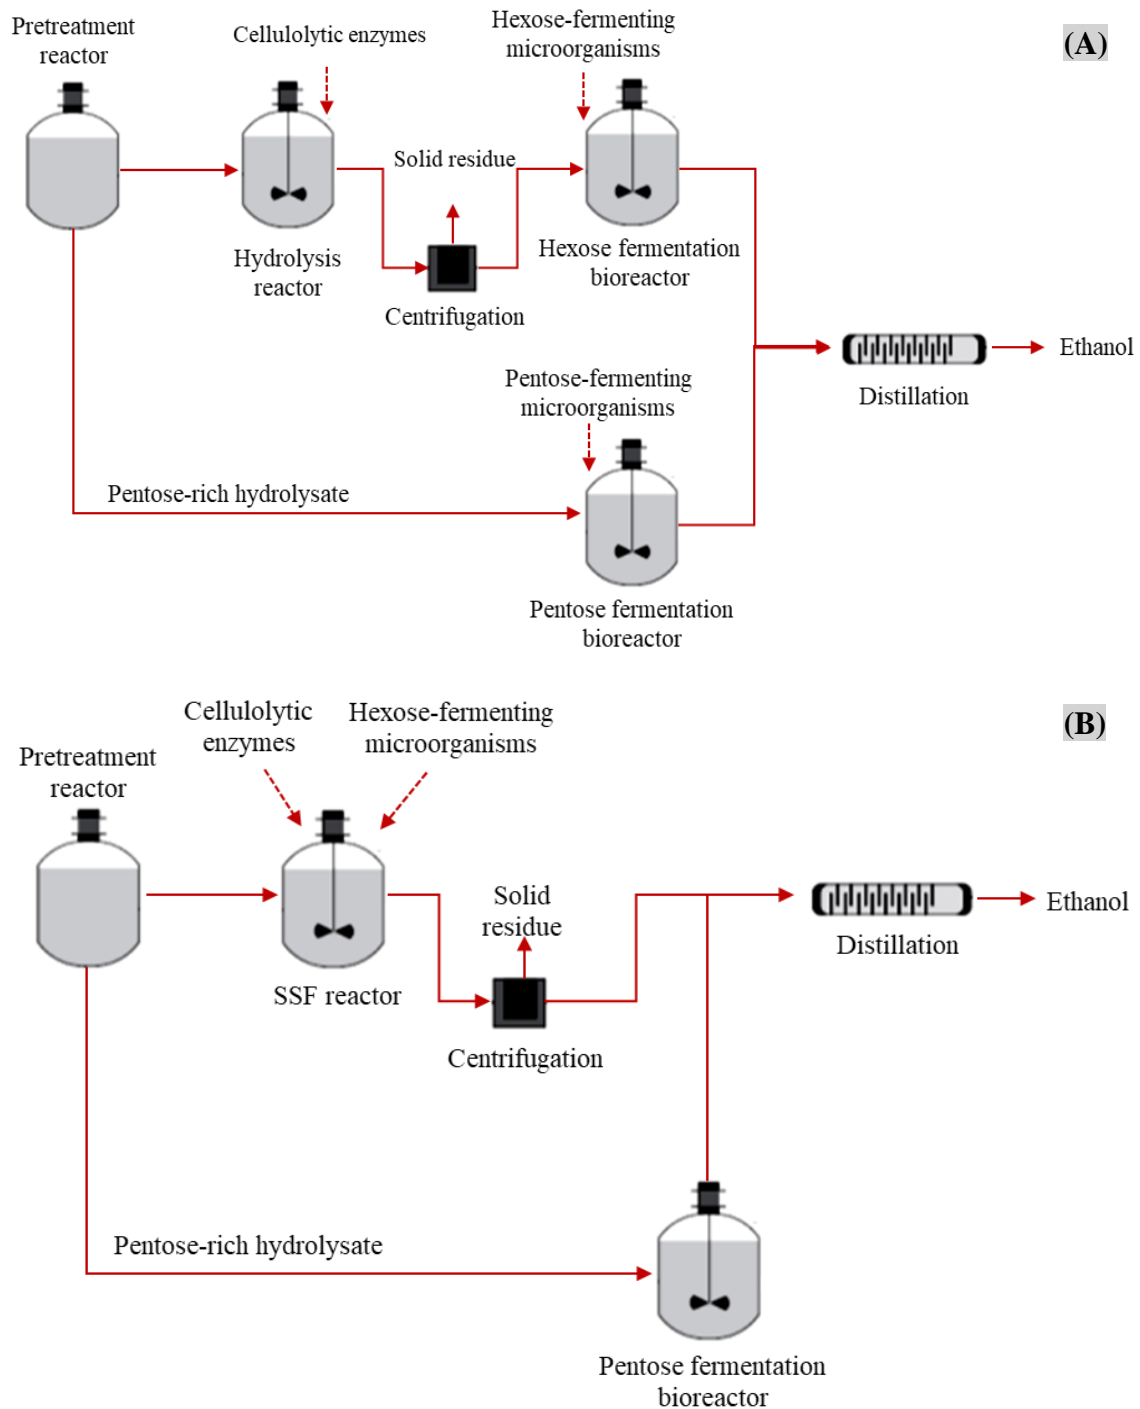 Pretreatment
reactor
Cellulolytic enzymes
Hexose-fermenting
microorganisms
(A)
Solid residue
Hydrolysis
reactor
Centrifugation
Hexose fermentation
bioreactor
Ethanol
Distillation
Pentose-fermenting
microorganisms
Pentose-rich hydrolysate
Pentose fermentation
bioreactor
Cellulolytic
enzymes
Hexose-fermenting
microorganisms
(B)
Pretreatment
reactor
Solid
residue
Ethanol
Distillation
SSF reactor
Centrifugation
Pentose-rich hydrolysate
Pentose fermentation
bioreactor